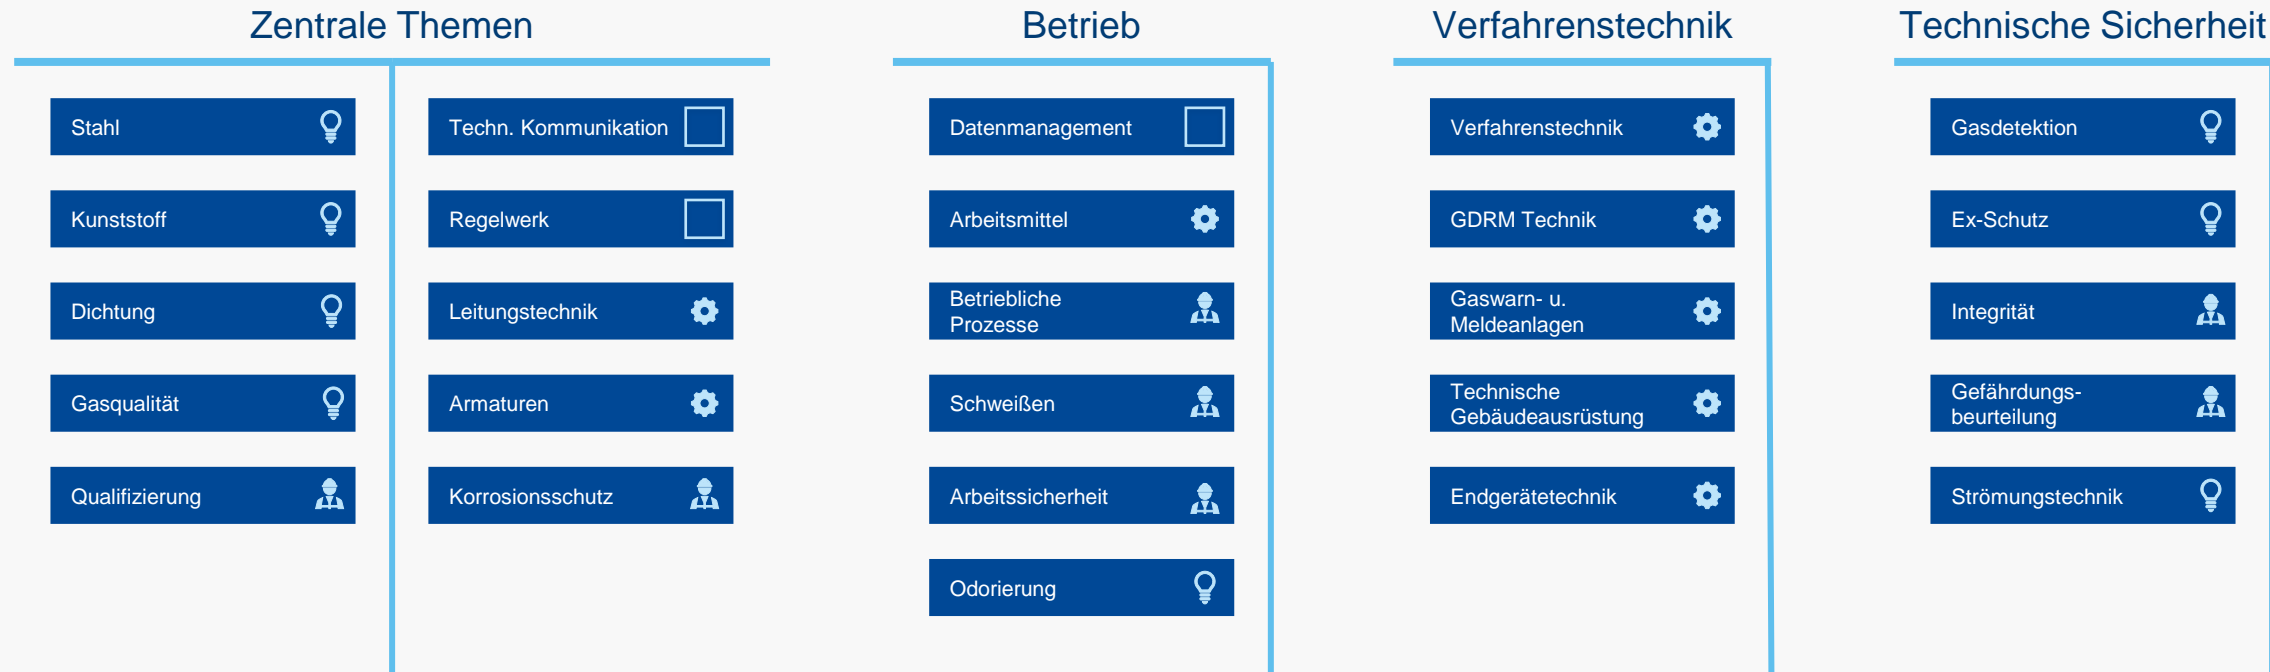 Zentrale Themen
Stahl
Kunststoff
Dichtung
Gasqualität
Qualifizierung
Techn. Kommunikation
Regelwerk
Leitungstechnik
Armaturen
Korrosionsschutz
Betrieb
Datenmanagement
Arbeitsmittel
Betriebliche
Prozesse
Schweißen
Arbeitssicherheit
Odorierung
Verfahrenstechnik
Verfahrenstechnik
GDRM Technik
Gaswarn- u.
Meldeanlagen
Technische
Gebäudeausrüstung
Endgerätetechnik
Technische Sicherheit
Gasdetektion
Ex-Schutz
Integrität
Gefährdungs-
beurteilung
Strömungstechnik